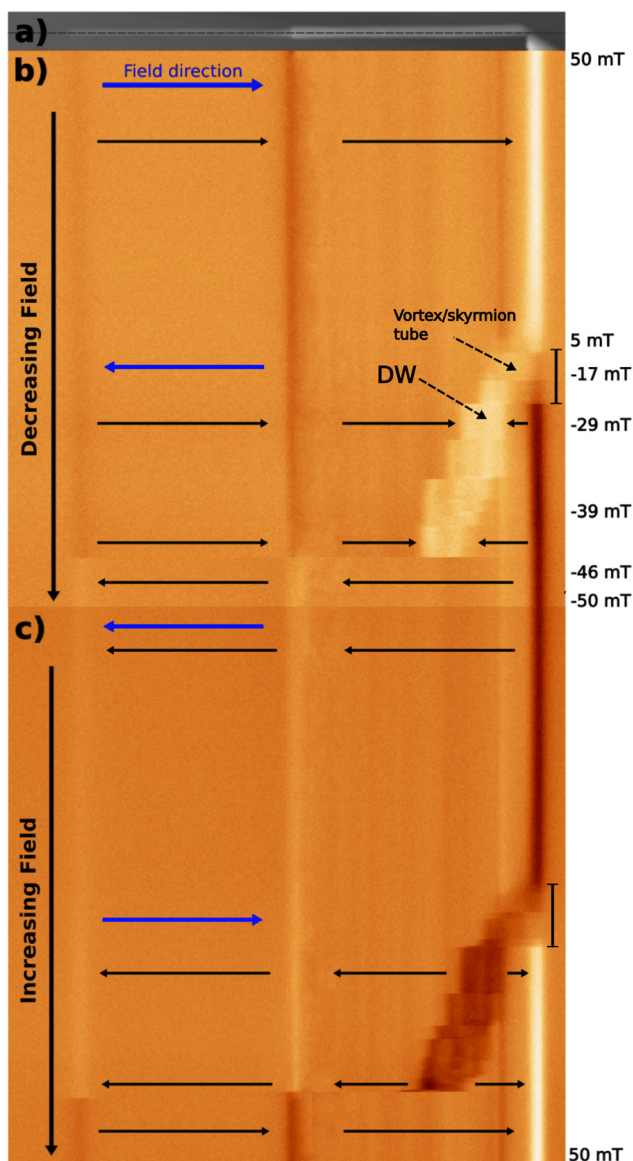 a)
b)
50 mT
Field direction
Decreasing Field
Vortex/skyrmion
tube
5 mT
-17 mT
DW
-29 mT
-39 mT
-46 mT
-50 mT
c)
Increasing Field
50 mT